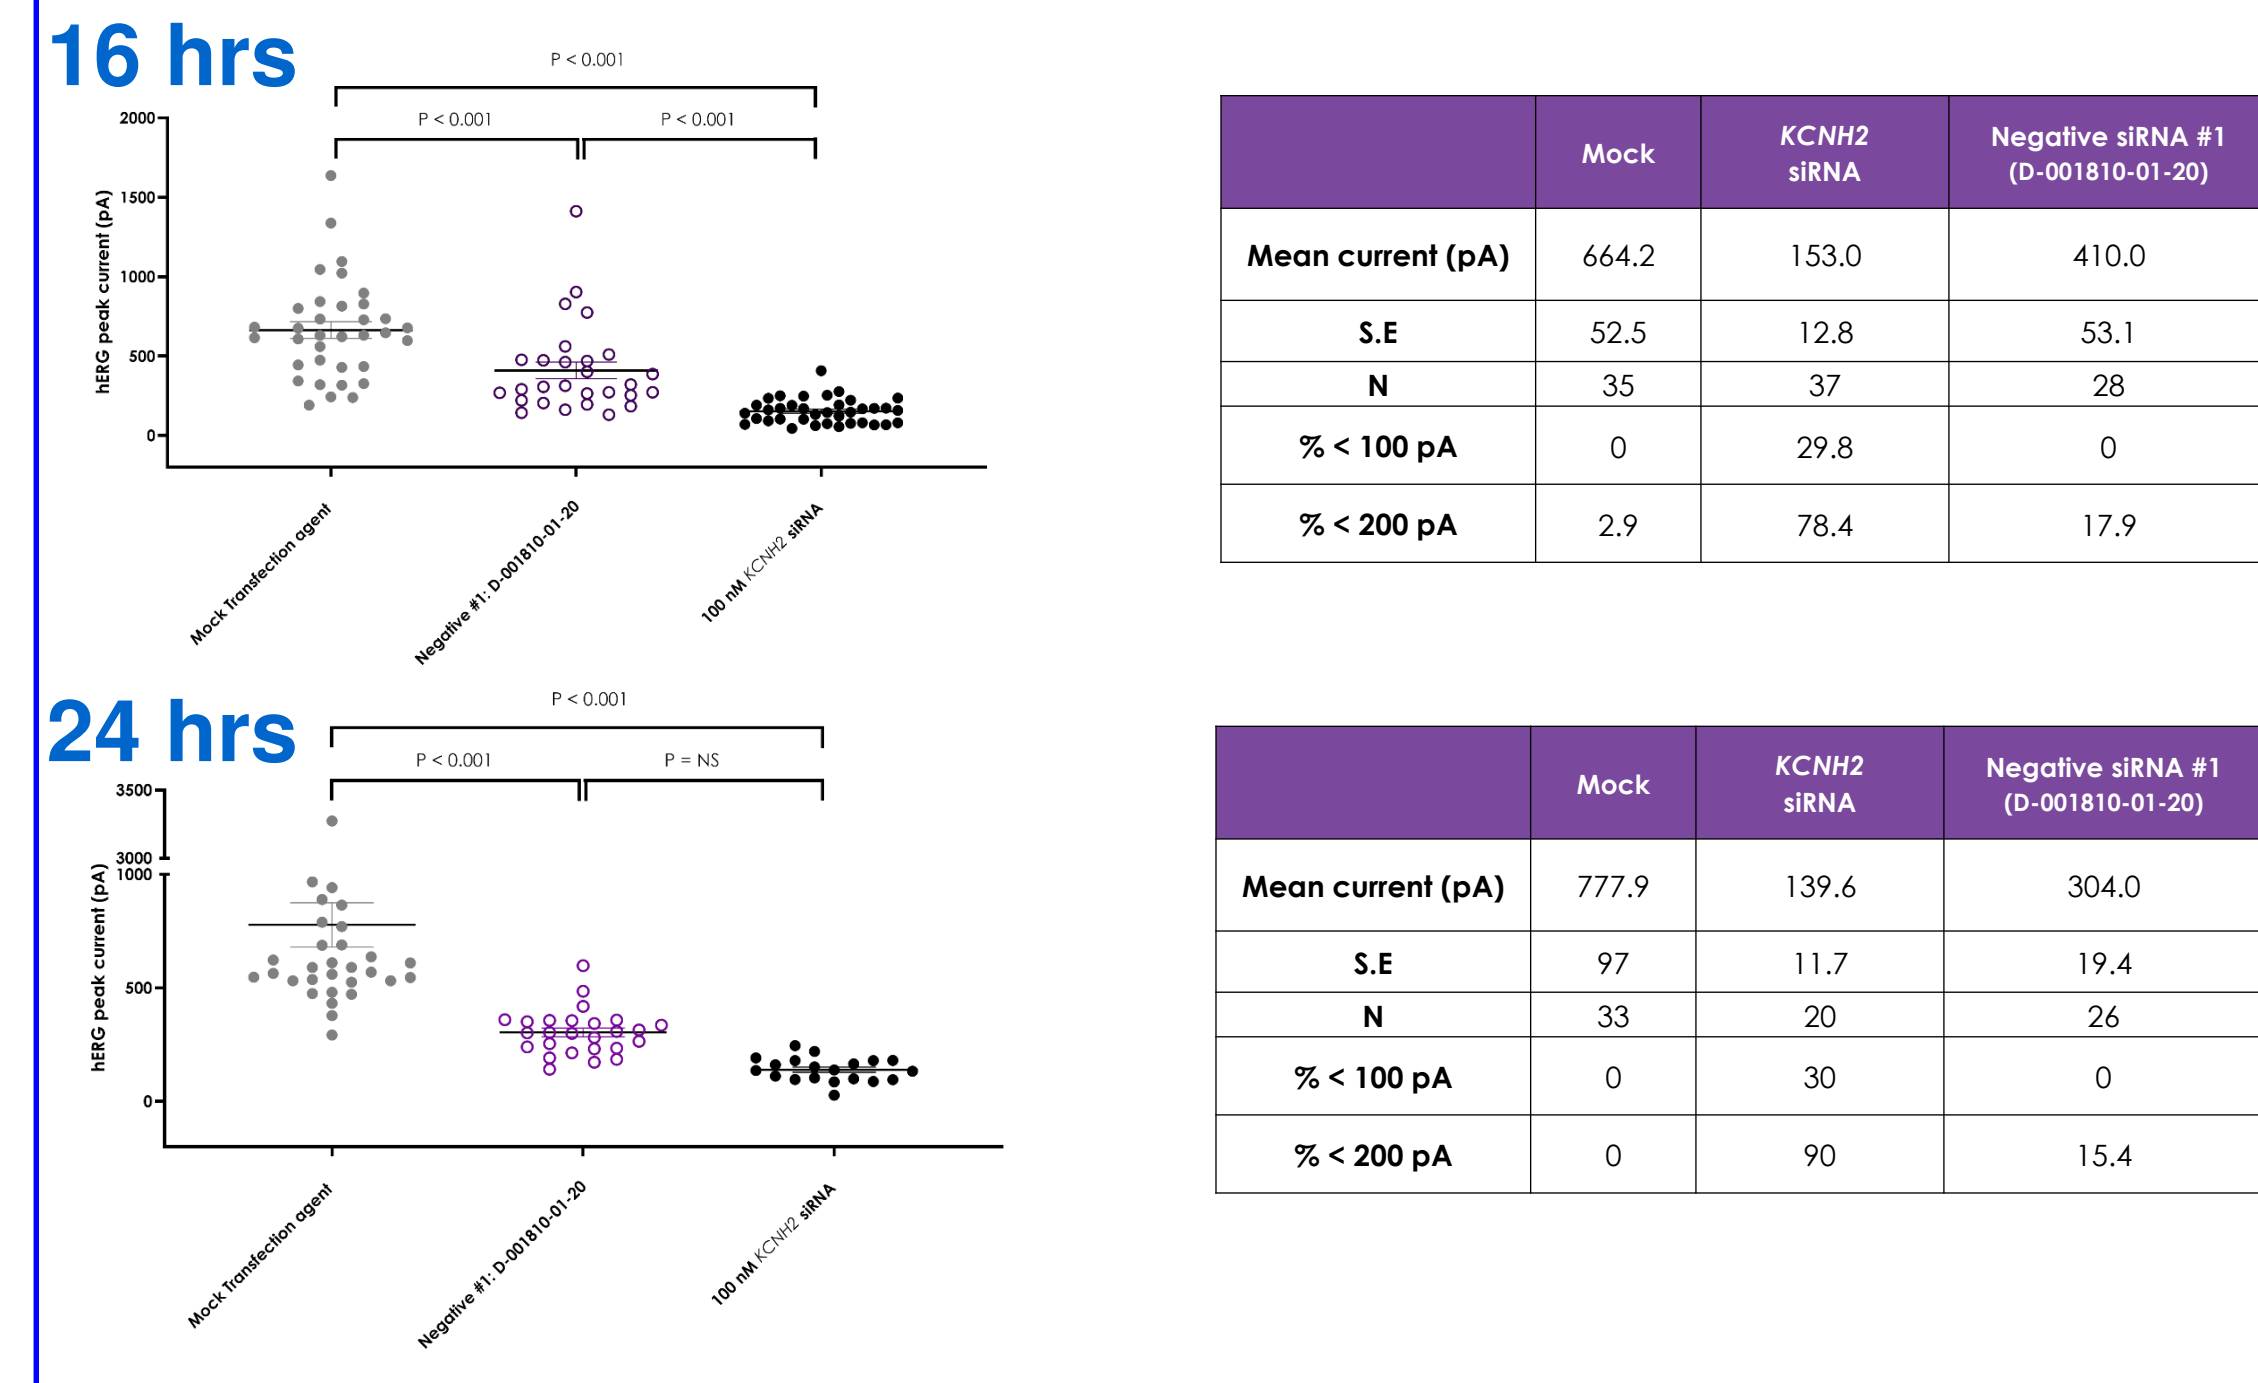 16 hrs
P < 0.001
P < 0.001
P < 0.001
2000
1500
1000
500
0
hERG peak current (pA)
Mock Transfection agent
Negative #1: D-001810-01-20
100 nM KCNH2 siRNA
Mock
KCNH2 siRNA
Negative siRNA #1 (D-001810-01-20)
Mean current (pA) 664.2 153.0 410.0
S.E 52.5 12.8 53.1
N 35 37 28
% < 100 pA 0 29.8 0
% < 200 pA 2.9 78.4 17.9
24 hrs
P < 0.001
P < 0.001
P = NS
3500
3000
1000
500
0
hERG peak current (pA)
Mock Transfection agent
Negative #1: D-001810-01-20
100 nM KCNH2 siRNA
Mock
KCNH2 siRNA
Negative siRNA #1 (D-001810-01-20)
Mean current (pA) 777.9 139.6 304.0
S.E 97 11.7 19.4
N 33 20 26
% < 100 pA 0 30 0
% < 200 pA 0 90 15.4